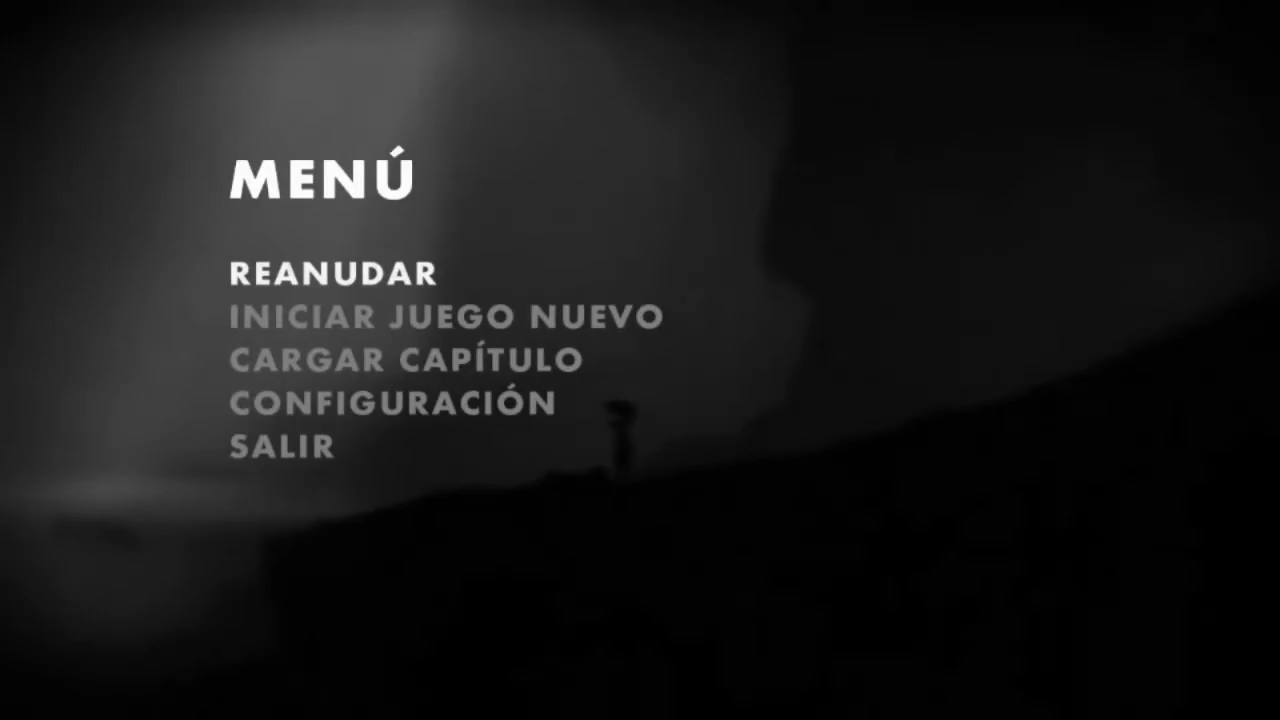 MENÚ
REANUDAR
INICIAR JUEGO NUEVO
CARGAR CAPÍTULO
CONFIGURACIÓN
SALIR